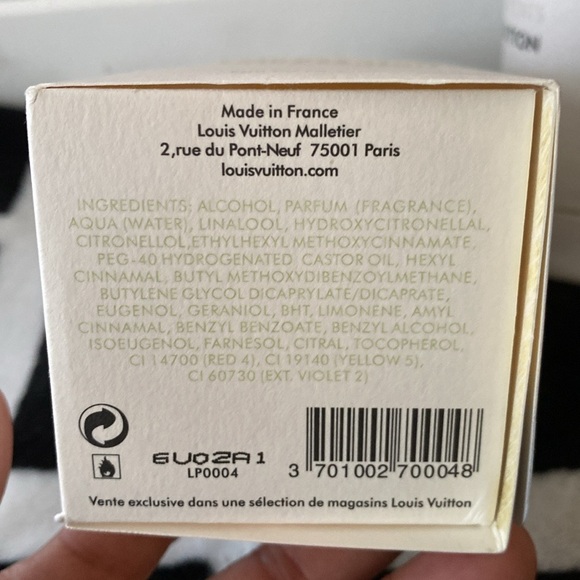 Made in France
Louis Vuitton Malletier
2,rue du Pont-Neuf 75001 Paris
louisvuitton.com
INGREDIENTS: ALCOHOL, PARFUM (FRAGRANCE),
AQUA (WATER), LINALOOL, HYDROXYCITRONELLAL,
CITRONELLOL,ETHYLHEXYL METHOXYCINNAMATE,
PEG-40 HYDROGENATED CASTOR OIL, HEXYL
CINNAMAL, BUTYL METHOXYDIBENZOYLMETHANE,
BUTYLENE GLYCOL DICAPRYLATE/DICAPRATE,
EUGENOL, GERANIOL, BHT, LIMONENE, AMYL
CINNAMAL, BENZYL BENZOATE, BENZYL ALCOHOL,
ISOEUGENOL, FARNESOL, CITRAL, TOCOPHEROL,
CI 14700 (RED 4), CI 19140 (YELLOW 5),
CI 60730 (EXT. VIOLET 2)
6U02A1
LP0004
3 701002 700048
Vente exclusive dans une sélection de magasins Louis Vuitton